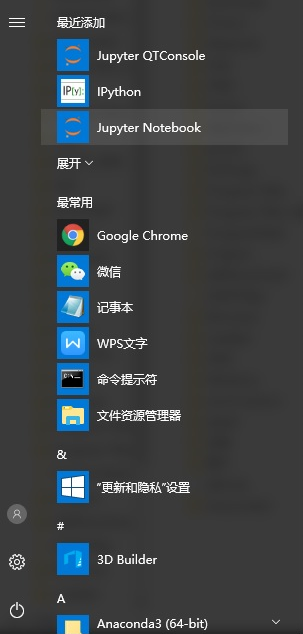 最近添加
Jupyter QTConsole
IP[y]:
IPython
Jupyter Notebook
展开
最常用
Google Chrome
微信
记事本
WPS文字
命令提示符
文件资源管理器
&
"更新和隐私"设置
#
3D Builder
A
Anaconda3 (64-bit)